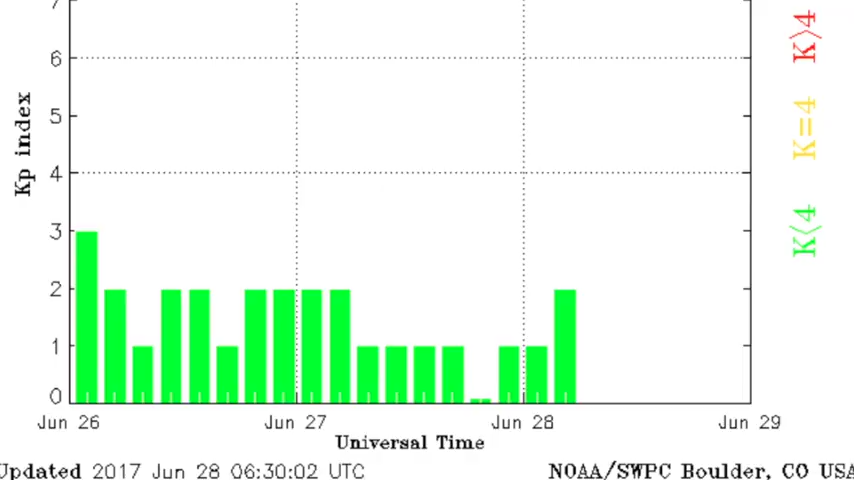 7
6
5
4
3
2
1
0
Kp index
Jun 26 Jun 27 Jun 28 Jun 29
Universal Time
Updated 2017 Jun 28 06:30:02 UTC NOAA/SWPC Boulder, CO USA
K>4
K=4
K<4